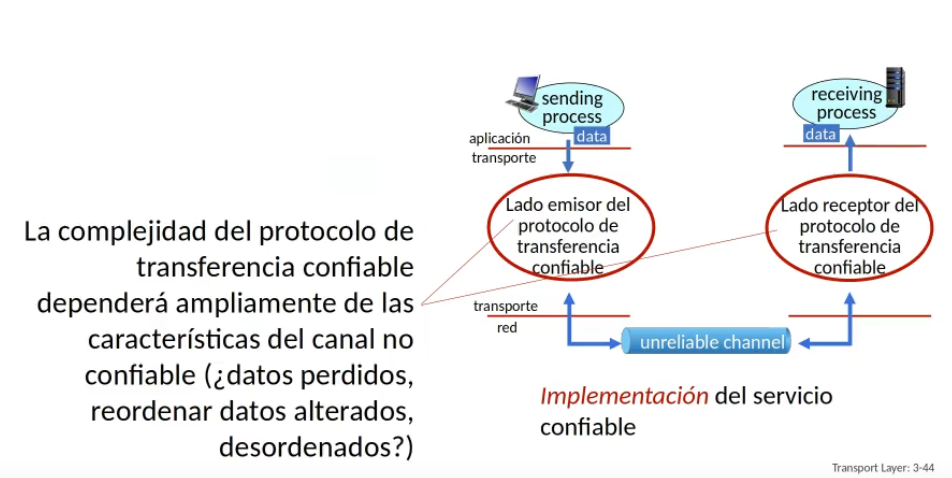 La complejidad del protocolo de
transferencia confiable
dependerá ampliamente de las
características del canal no
confiable (¿datos perdidos,
reordenar datos alterados,
desordenados?)
sending
process
data
aplicación
transporte
Lado emisor del
protocolo de
transferencia
confiable
transporte
red
receiving
process
data
Lado receptor del
protocolo de
transferencia
confiable
unreliable channel
Implementación del servicio
confiable
Transport Layer: 3-44